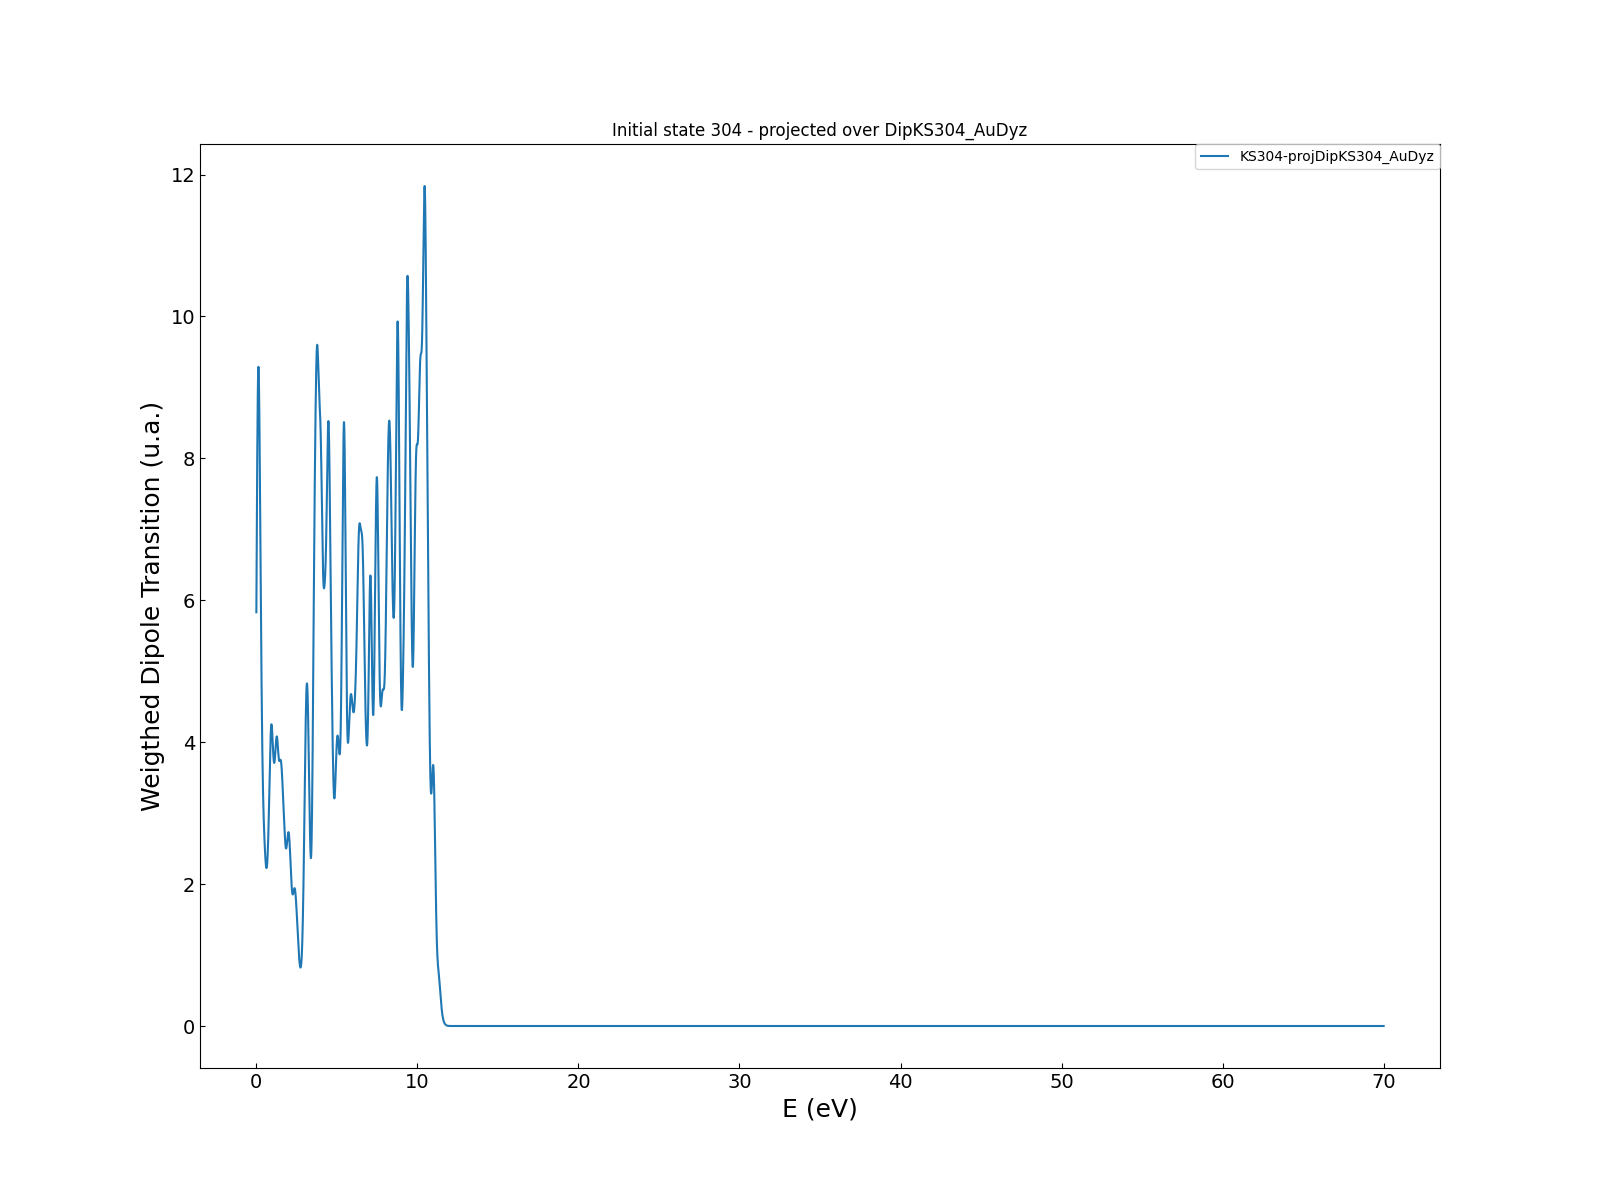 Initial state 304 - projected over DipKS304_AuDyz
KS304-projDipKS304_AuDyz
Weigthed Dipole Transition (u.a.)
12
10
8
6
4
2
0
0 10 20 30 40 50 60 70
E (eV)